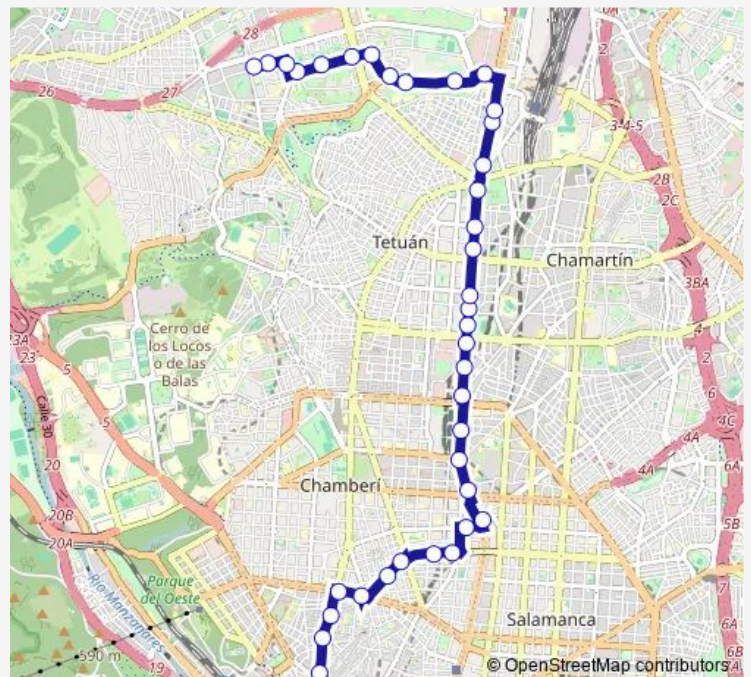 28
0A
2
26
27
3-4-5
2B
2C
Tetuán
Chamartín
3BA
23A
23
5
Cerro de
los Locos
o de las
Balas
4
2
Calle 30
5
6
4C
4A
20
4A
6A
Chamberí
20B
5B
20A
Parque
del Oeste
Río Manzanares
7
Salamanca
6A
590 m
19
6B
7A
© OpenStreetMap contributors